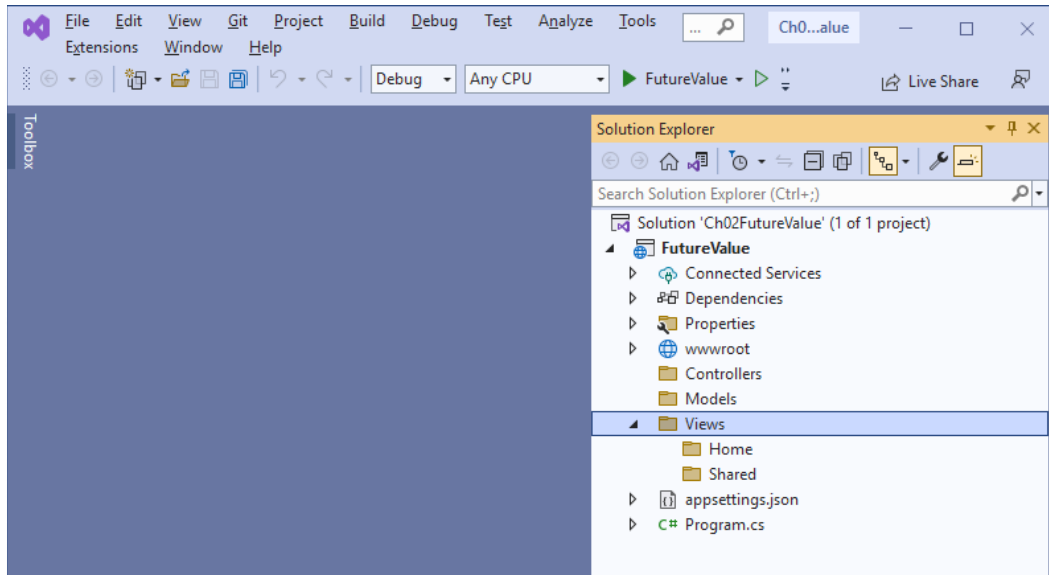 File Edit View Git Project Build Debug Test Analyze Tools ... Ch0...alue
Extensions Window Help
Debug Any CPU FutureValue Live Share
Toolbox
Solution Explorer
Search Solution Explorer (Ctrl+;)
Solution 'Ch02FutureValue' (1 of 1 project)
FutureValue
Connected Services
Dependencies
Properties
wwwroot
Controllers
Models
Views
Home
Shared
appsettings.json
C# Program.cs